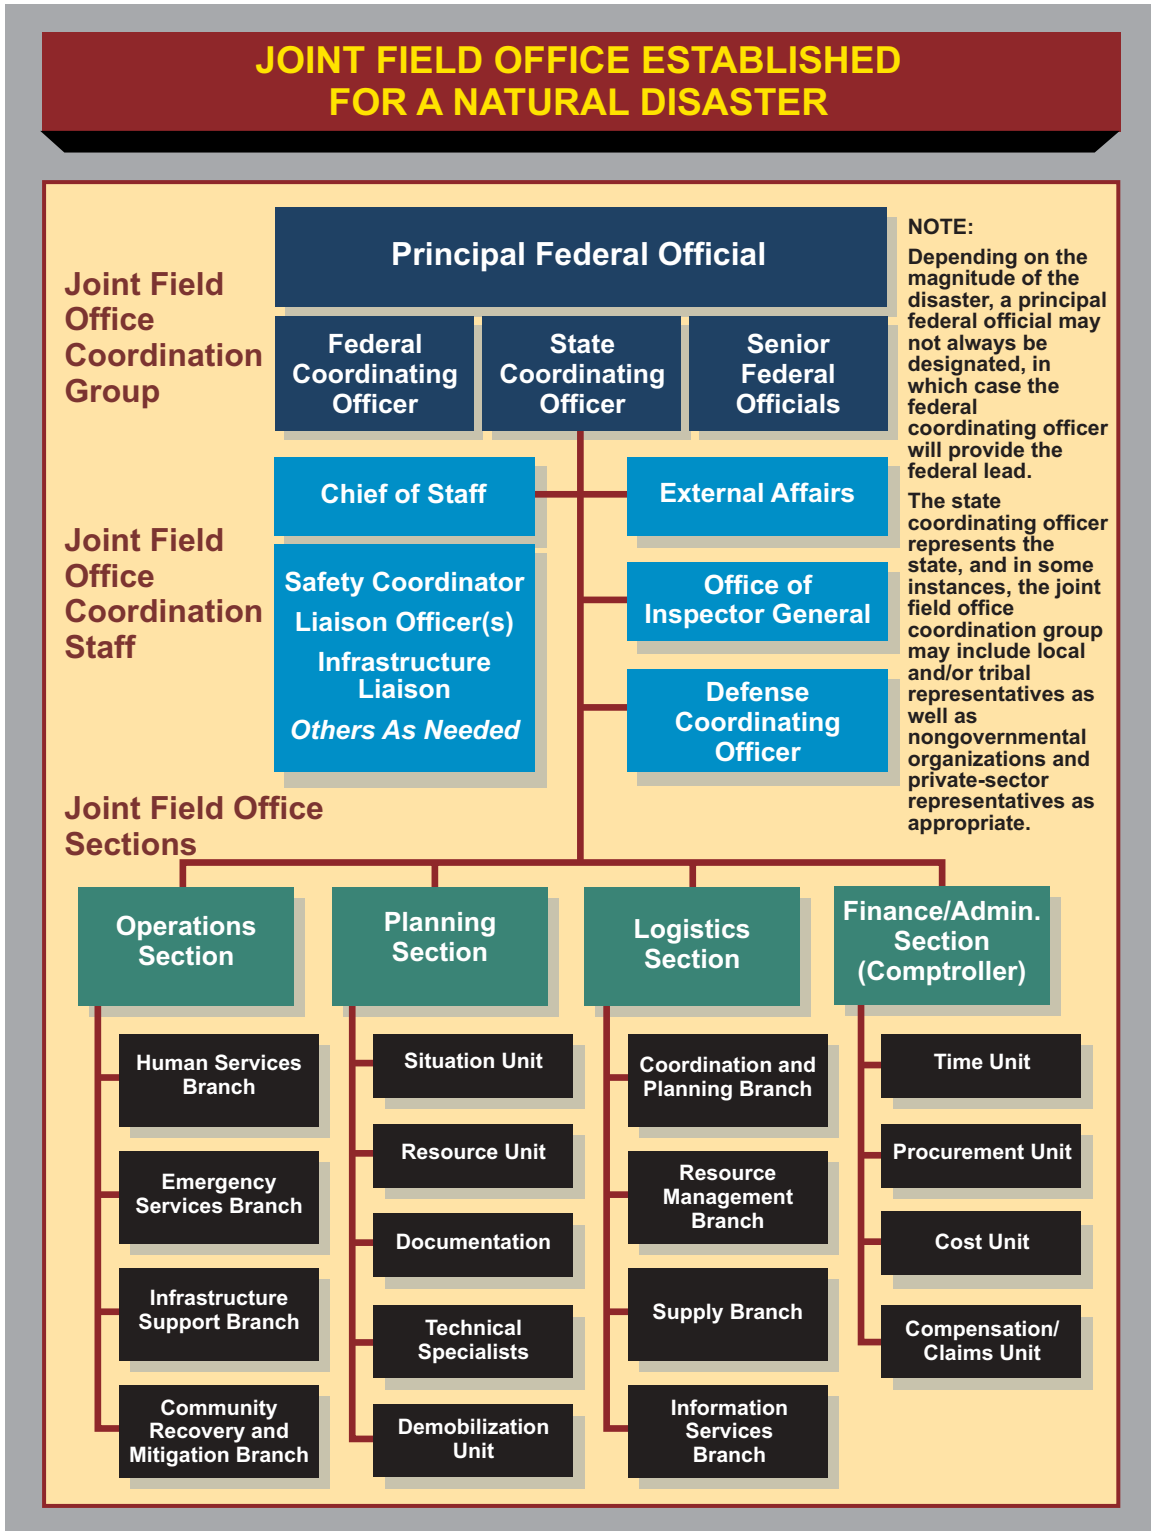 JOINT FIELD OFFICE ESTABLISHED
FOR A NATURAL DISASTER
Joint Field
Office
Coordination
Group
Principal Federal Official
Federal
Coordinating
Officer
State
Coordinating
Officer
Senior
Federal
Officials
NOTE:
Depending on the
magnitude of the
disaster, a principal
federal official may
not always be
designated, in
which case the
federal
coordinating officer
will provide the
federal lead.
The state
coordinating officer
represents the
state, and in some
instances, the joint
field office
coordination group
may include local
and/or tribal
representatives as
well as
nongovernmental
organizations and
private-sector
representatives as
appropriate.
Joint Field
Office
Coordination
Staff
Chief of Staff
Safety Coordinator
Liaison Officer(s)
Infrastructure
Liaison
Others As Needed
External Affairs
Office of
Inspector General
Defense
Coordinating
Officer
Joint Field Office
Sections
Operations
Section
Human Services
Branch
Emergency
Services Branch
Infrastructure
Support Branch
Community
Recovery and
Mitigation Branch
Planning
Section
Situation Unit
Resource Unit
Documentation
Technical
Specialists
Demobilization
Unit
Logistics
Section
Coordination and
Planning Branch
Resource
Management
Branch
Supply Branch
Information
Services
Branch
Finance/Admin.
Section
(Comptroller)
Time Unit
Procurement Unit
Cost Unit
Compensation/
Claims Unit